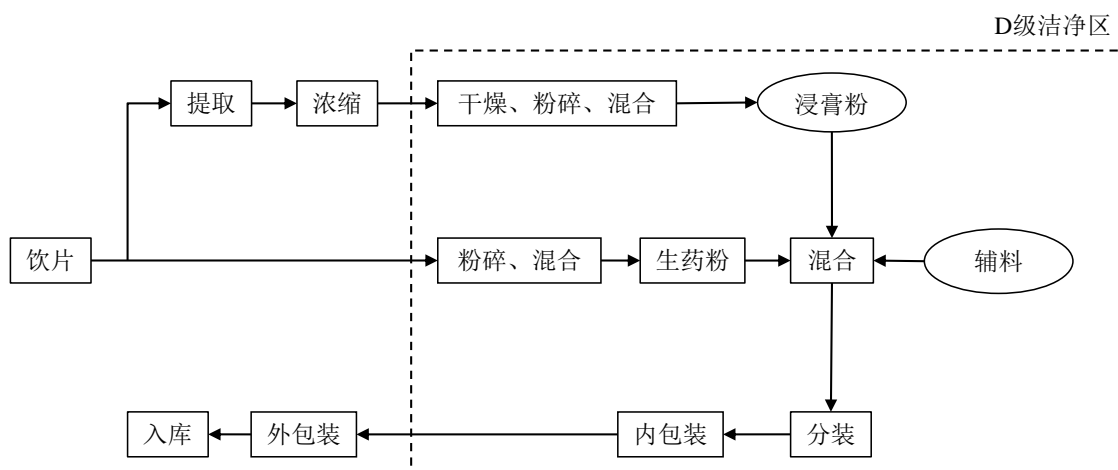 D级洁净区
提取
浓缩
干燥、粉碎、混合
浸膏粉
饮片
粉碎、混合
生药粉
混合
辅料
入库
外包装
内包装
分装